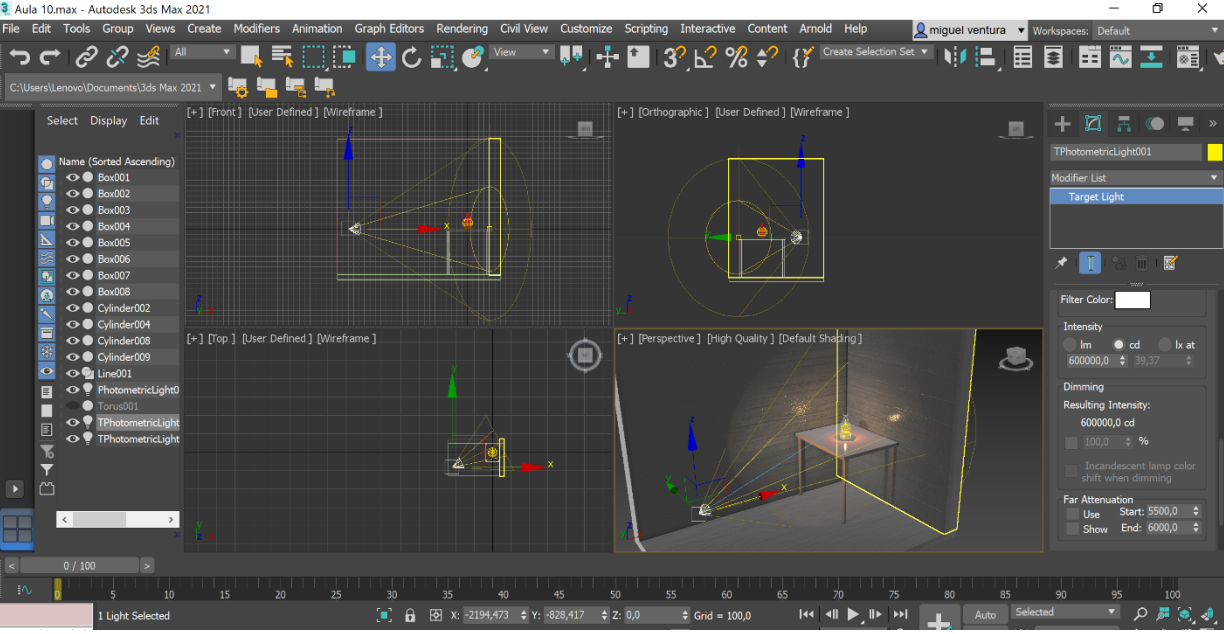 Aula 10.max - Autodesk 3ds Max 2021
File Edit Tools Group Views Create Modifiers Animation Graph Editors Rendering Civil View Customize Scripting Interactive Content Arnold Help miguel ventura Workspaces: Default
All View Create Selection Set
C:\Users\Lenovo\Documents\3ds Max 2021
Select Display Edit
Name (Sorted Ascending)
Box001
Box002
Box003
Box004
Box005
Box006
Box007
Box008
Cylinder002
Cylinder004
Cylinder008
Cylinder009
Line001
PhotometricLight0
Torus001
TPhotometricLight
TPhotometricLight
[+] [Front ] [User Defined ] [Wireframe ]
[+] [Orthographic ] [User Defined ] [Wireframe ]
[+] [Top ] [User Defined ] [Wireframe ]
[+] [Perspective ] [High Quality ] [Default Shading ]
TPhotometricLight001
Modifier List
Target Light
Filter Color:
Intensity
lm cd lx at
600000,0 39,37
Dimming
Resulting Intensity:
600000,0 cd
100,0 %
Incandescent lamp color
shift when dimming
Far Attenuation
Use Start: 5500,0
Show End: 6000,0
0 / 100
0 5 10 15 20 25 30 35 40 45 50 55 60 65 70 75 80 85 90 95 100
1 Light Selected X: -2194,473 Y: -828,417 Z: 0,0 Grid = 100,0 Auto Selected